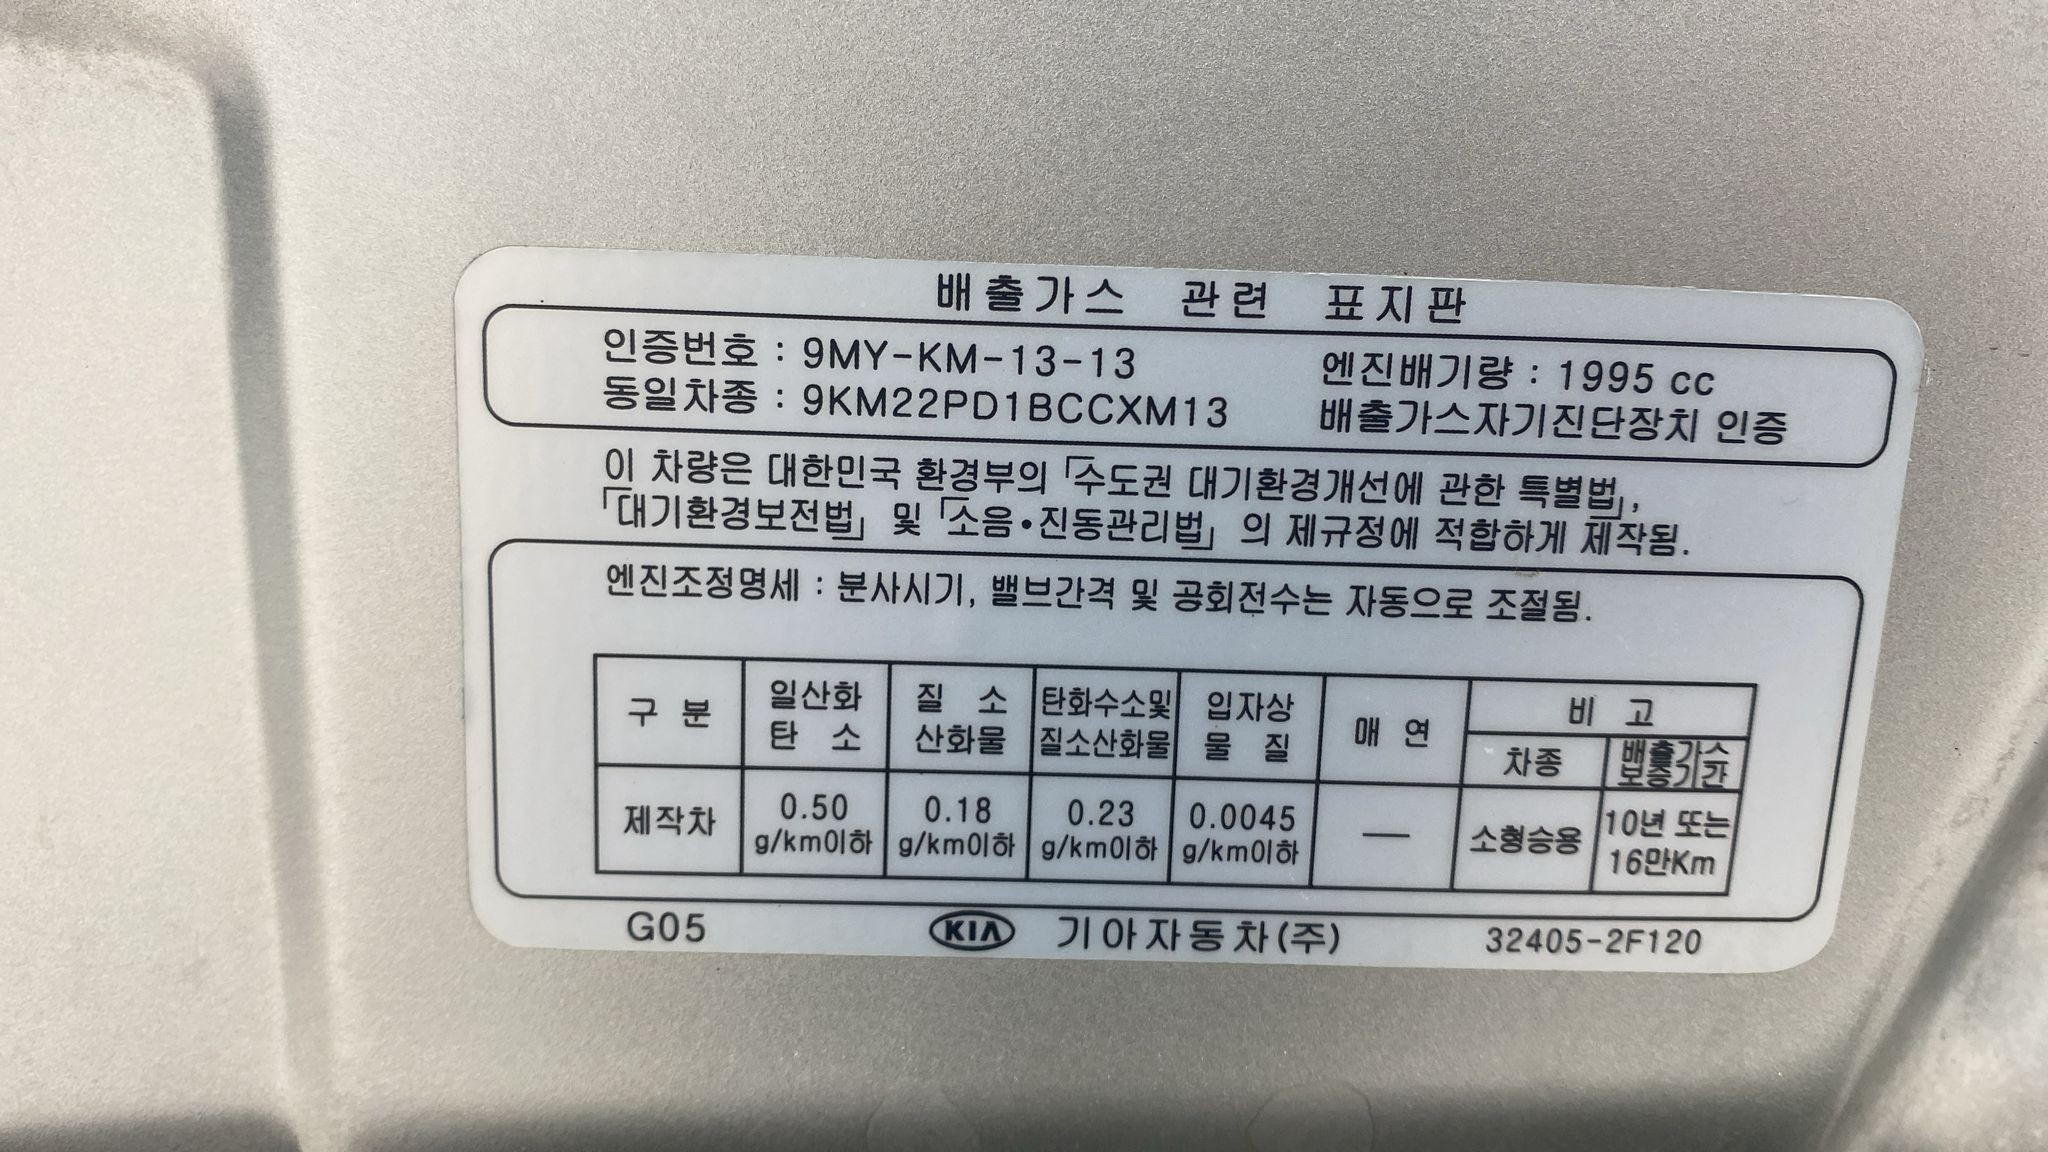 배출가스 관련 표지판
인증번호 : 9MY-KM-13-13 엔진배기량 : 1995 cc
동일차종 : 9KM22PD1BCCXM13 배출가스자기진단장치 인증
이 차량은 대한민국 환경부의 「수도권 대기환경개선에 관한 특별법」,
「대기환경보전법」 및 「소음•진동관리법」 의 제규정에 적합하게 제작됨.
엔진조정명세 : 분사시기, 밸브간격 및 공회전수는 자동으로 조절됨.
구 분 일산화 질 소 탄화수소및 입자상 매 연 비 고
탄 소 산화물 질소산화물 물 질 차종 배출가스
보증기간
제작차 0.50 0.18 0.23 0.0045 — 소형승용 10년 또는
g/km이하 g/km이하 g/km이하 g/km이하 16만Km
G05 KIA 기아자동차(주) 32405-2F120